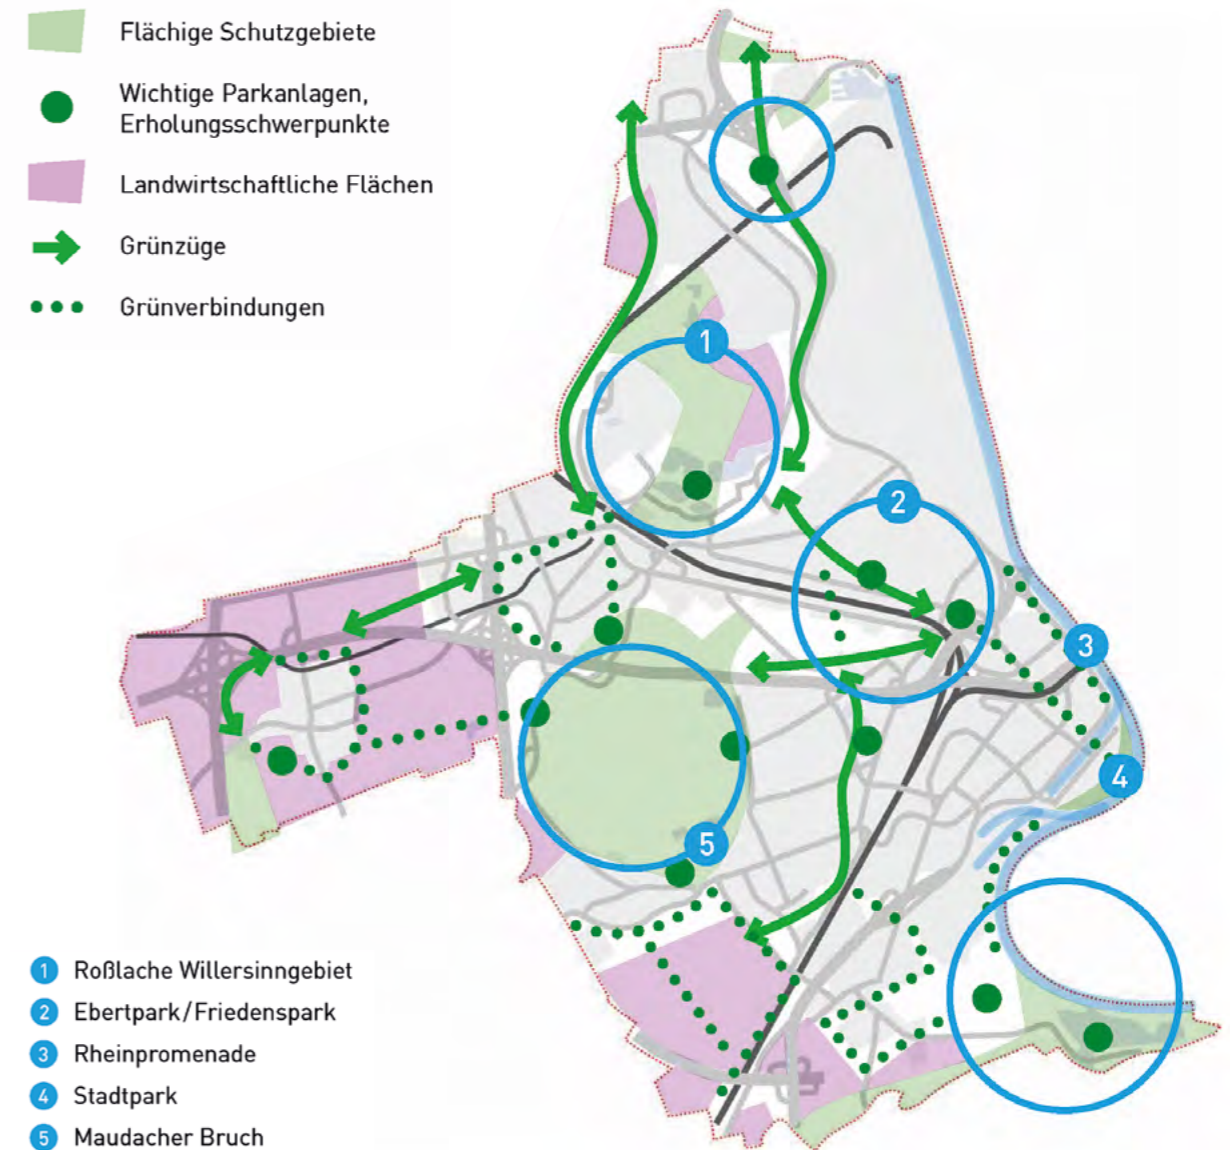 Flächige Schutzgebiete
Wichtige Parkanlagen,
Erholungsschwerpunkte
Landwirtschaftliche Flächen
Grünzüge
Grünverbindungen
1
2
3
4
5
1 Roßlache Willersinngebiet
2 Ebertpark/Friedenspark
3 Rheinpromenade
4 Stadtpark
5 Maudacher Bruch